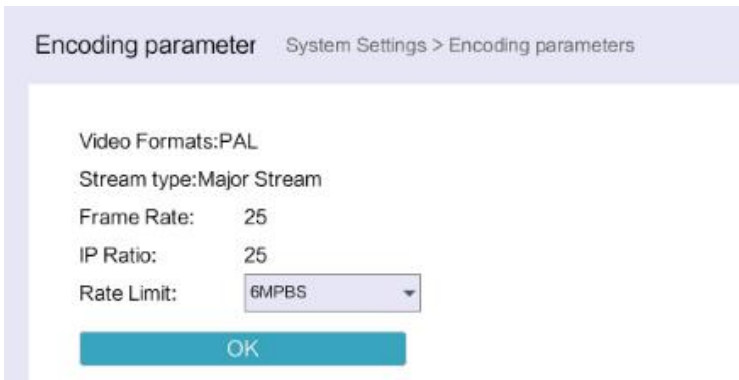 Encoding parameter System Settings > Encoding parameters
Video Formats:PAL
Stream type:Major Stream
Frame Rate: 25
IP Ratio: 25
Rate Limit: 6MPBS
OK